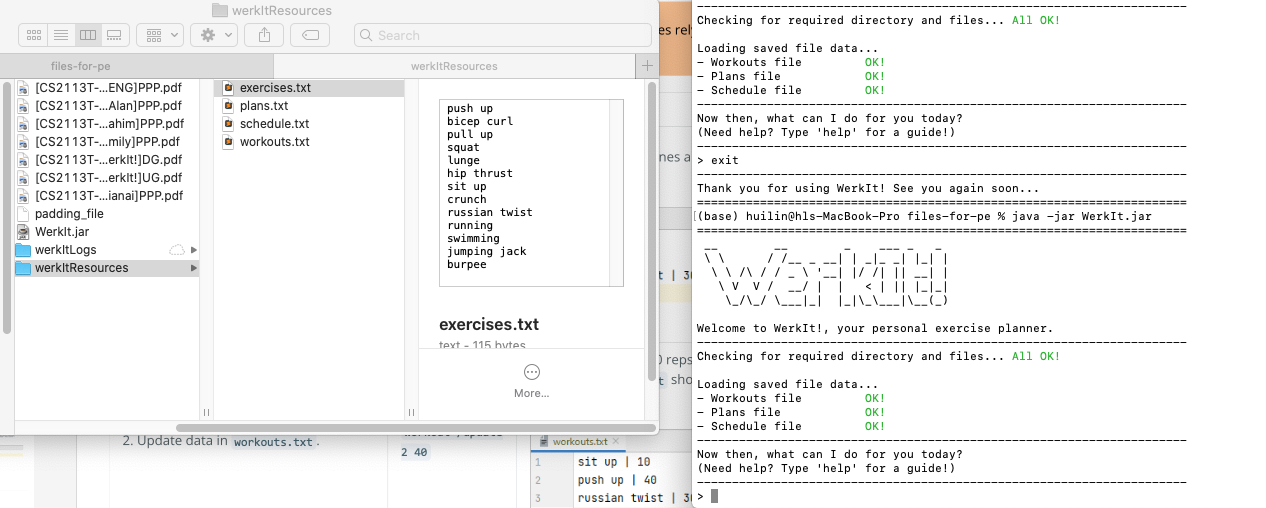 werkItResources
Search
files-for-pe
werkItResources
[CS2113T-...ENG]PPP.pdf
[CS2113T-...Alan]PPP.pdf
[CS2113T-...ahim]PPP.pdf
[CS2113T-...mily]PPP.pdf
[CS2113T-...erkIt!]DG.pdf
[CS2113T-...erkIt!]UG.pdf
[CS2113T-...ianai]PPP.pdf
padding_file
WerkIt.jar
werkItLogs
werkItResources
exercises.txt
plans.txt
schedule.txt
workouts.txt
push up
bicep curl
pull up
squat
lunge
hip thrust
sit up
crunch
russian twist
running
swimming
jumping jack
burpee
exercises.txt
text - 115 bytes
More...
es rely
nes a
t | 30
0 reps
t sho
2. Update data in workouts.txt.
2 40
workouts.txt
1 sit up | 10
2 push up | 40
3 russian twist | 30
Checking for required directory and files... All OK!
Loading saved file data...
- Workouts file OK!
- Plans file OK!
- Schedule file OK!
Now then, what can I do for you today?
(Need help? Type 'help' for a guide!)
> exit
Thank you for using WerkIt! See you again soon...
(base) huilin@hls-MacBook-Pro files-for-pe % java -jar WerkIt.jar
WerkIt!
Welcome to WerkIt!, your personal exercise planner.
Checking for required directory and files... All OK!
Loading saved file data...
- Workouts file OK!
- Plans file OK!
- Schedule file OK!
Now then, what can I do for you today?
(Need help? Type 'help' for a guide!)
>